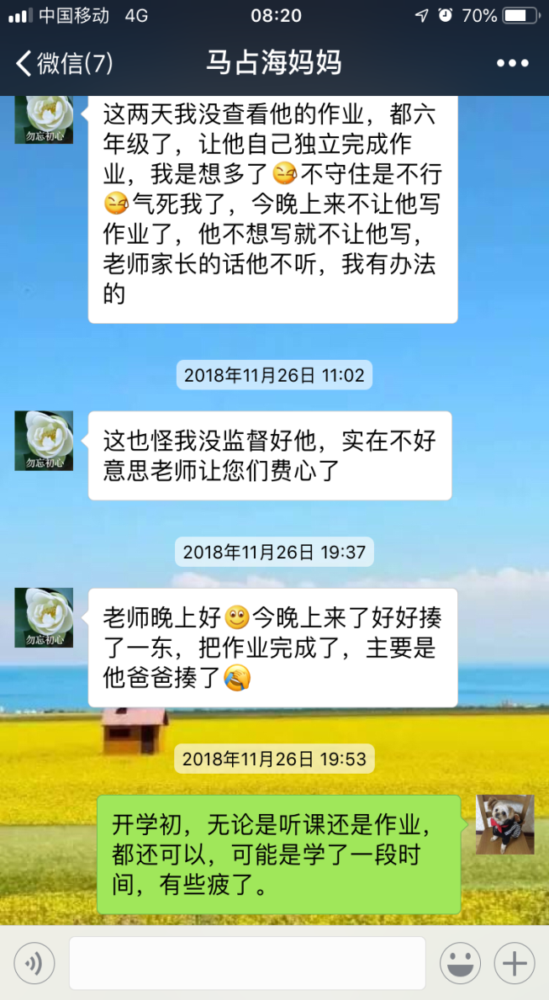 中国移动 4G 08:20 70%
微信(7) 马占海妈妈
这两天我没查看他的作业，都六
年级了，让他自己独立完成作
业，我是想多了😏不守住是不行
😏气死我了，今晚上来不让他写
作业了，他不想写就不让他写，
老师家长的话他不听，我有办法
的
勿忘初心
2018年11月26日 11:02
这也怪我没监督好他，实在不好
意思老师让您们费心了
勿忘初心
2018年11月26日 19:37
老师晚上好🙂今晚上来了好好揍
了一东，把作业完成了，主要是
他爸爸揍了🤦
勿忘初心
2018年11月26日 19:53
开学初，无论是听课还是作业，
都还可以，可能是学了一段时
间，有些疲了。